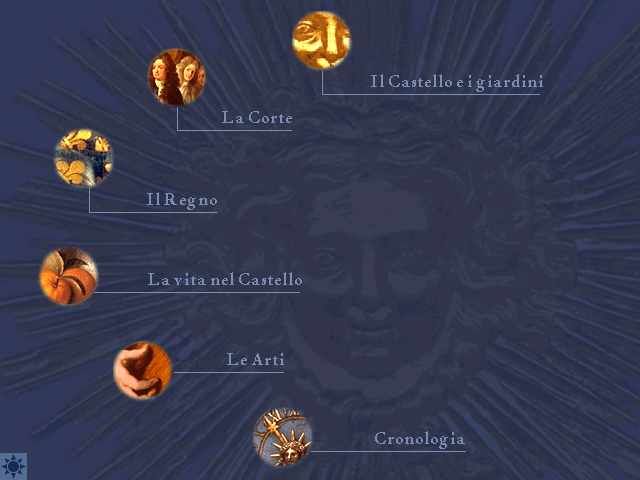 Il Castello e i giardini
La Corte
Il Regno
La vita nel Castello
Le Arti
Cronologia